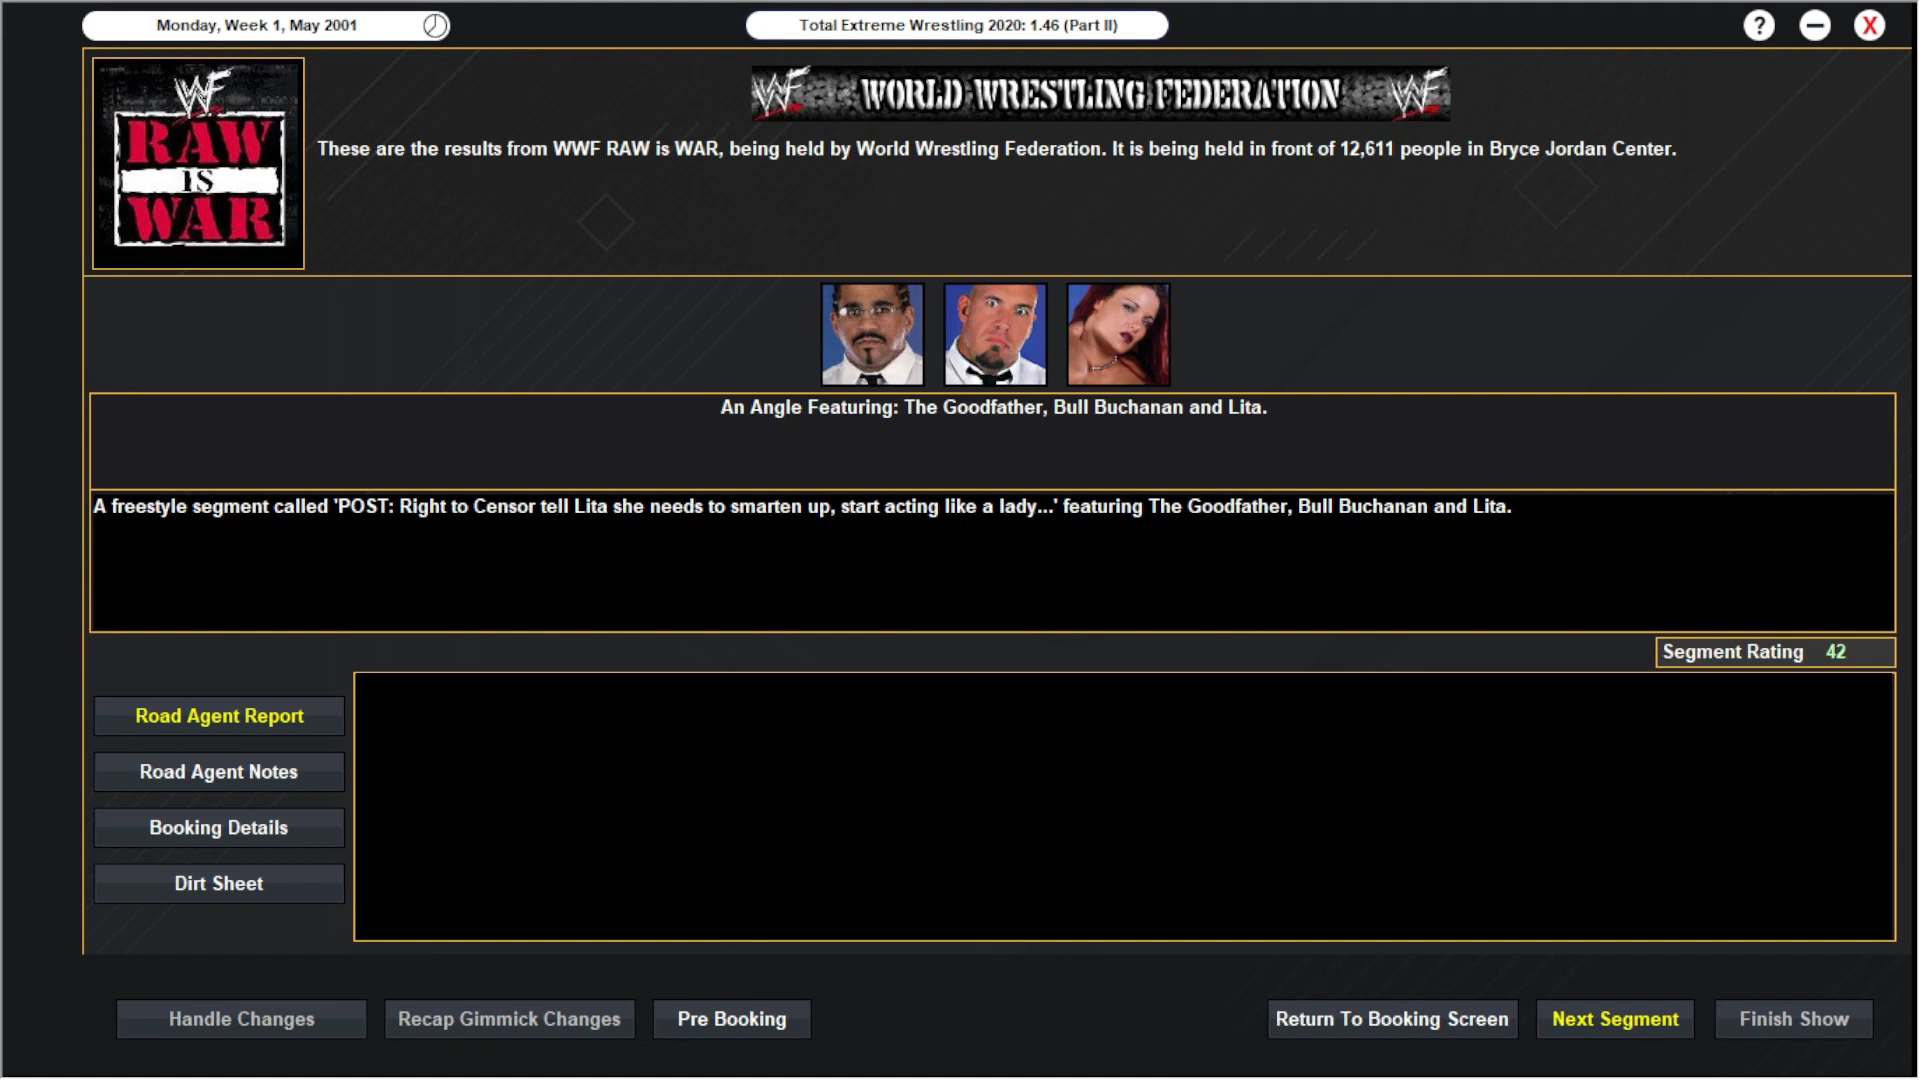 Monday, Week 1, May 2001
Total Extreme Wrestling 2020: 1.46 (Part II)
?
X
WF
RAW
IS
WAR
WF WORLD WRESTLING FEDERATION WF
These are the results from WWF RAW is WAR, being held by World Wrestling Federation. It is being held in front of 12,611 people in Bryce Jordan Center.
An Angle Featuring: The Goodfather, Bull Buchanan and Lita.
A freestyle segment called 'POST: Right to Censor tell Lita she needs to smarten up, start acting like a lady...' featuring The Goodfather, Bull Buchanan and Lita.
Segment Rating 42
Road Agent Report
Road Agent Notes
Booking Details
Dirt Sheet
Handle Changes
Recap Gimmick Changes
Pre Booking
Return To Booking Screen
Next Segment
Finish Show